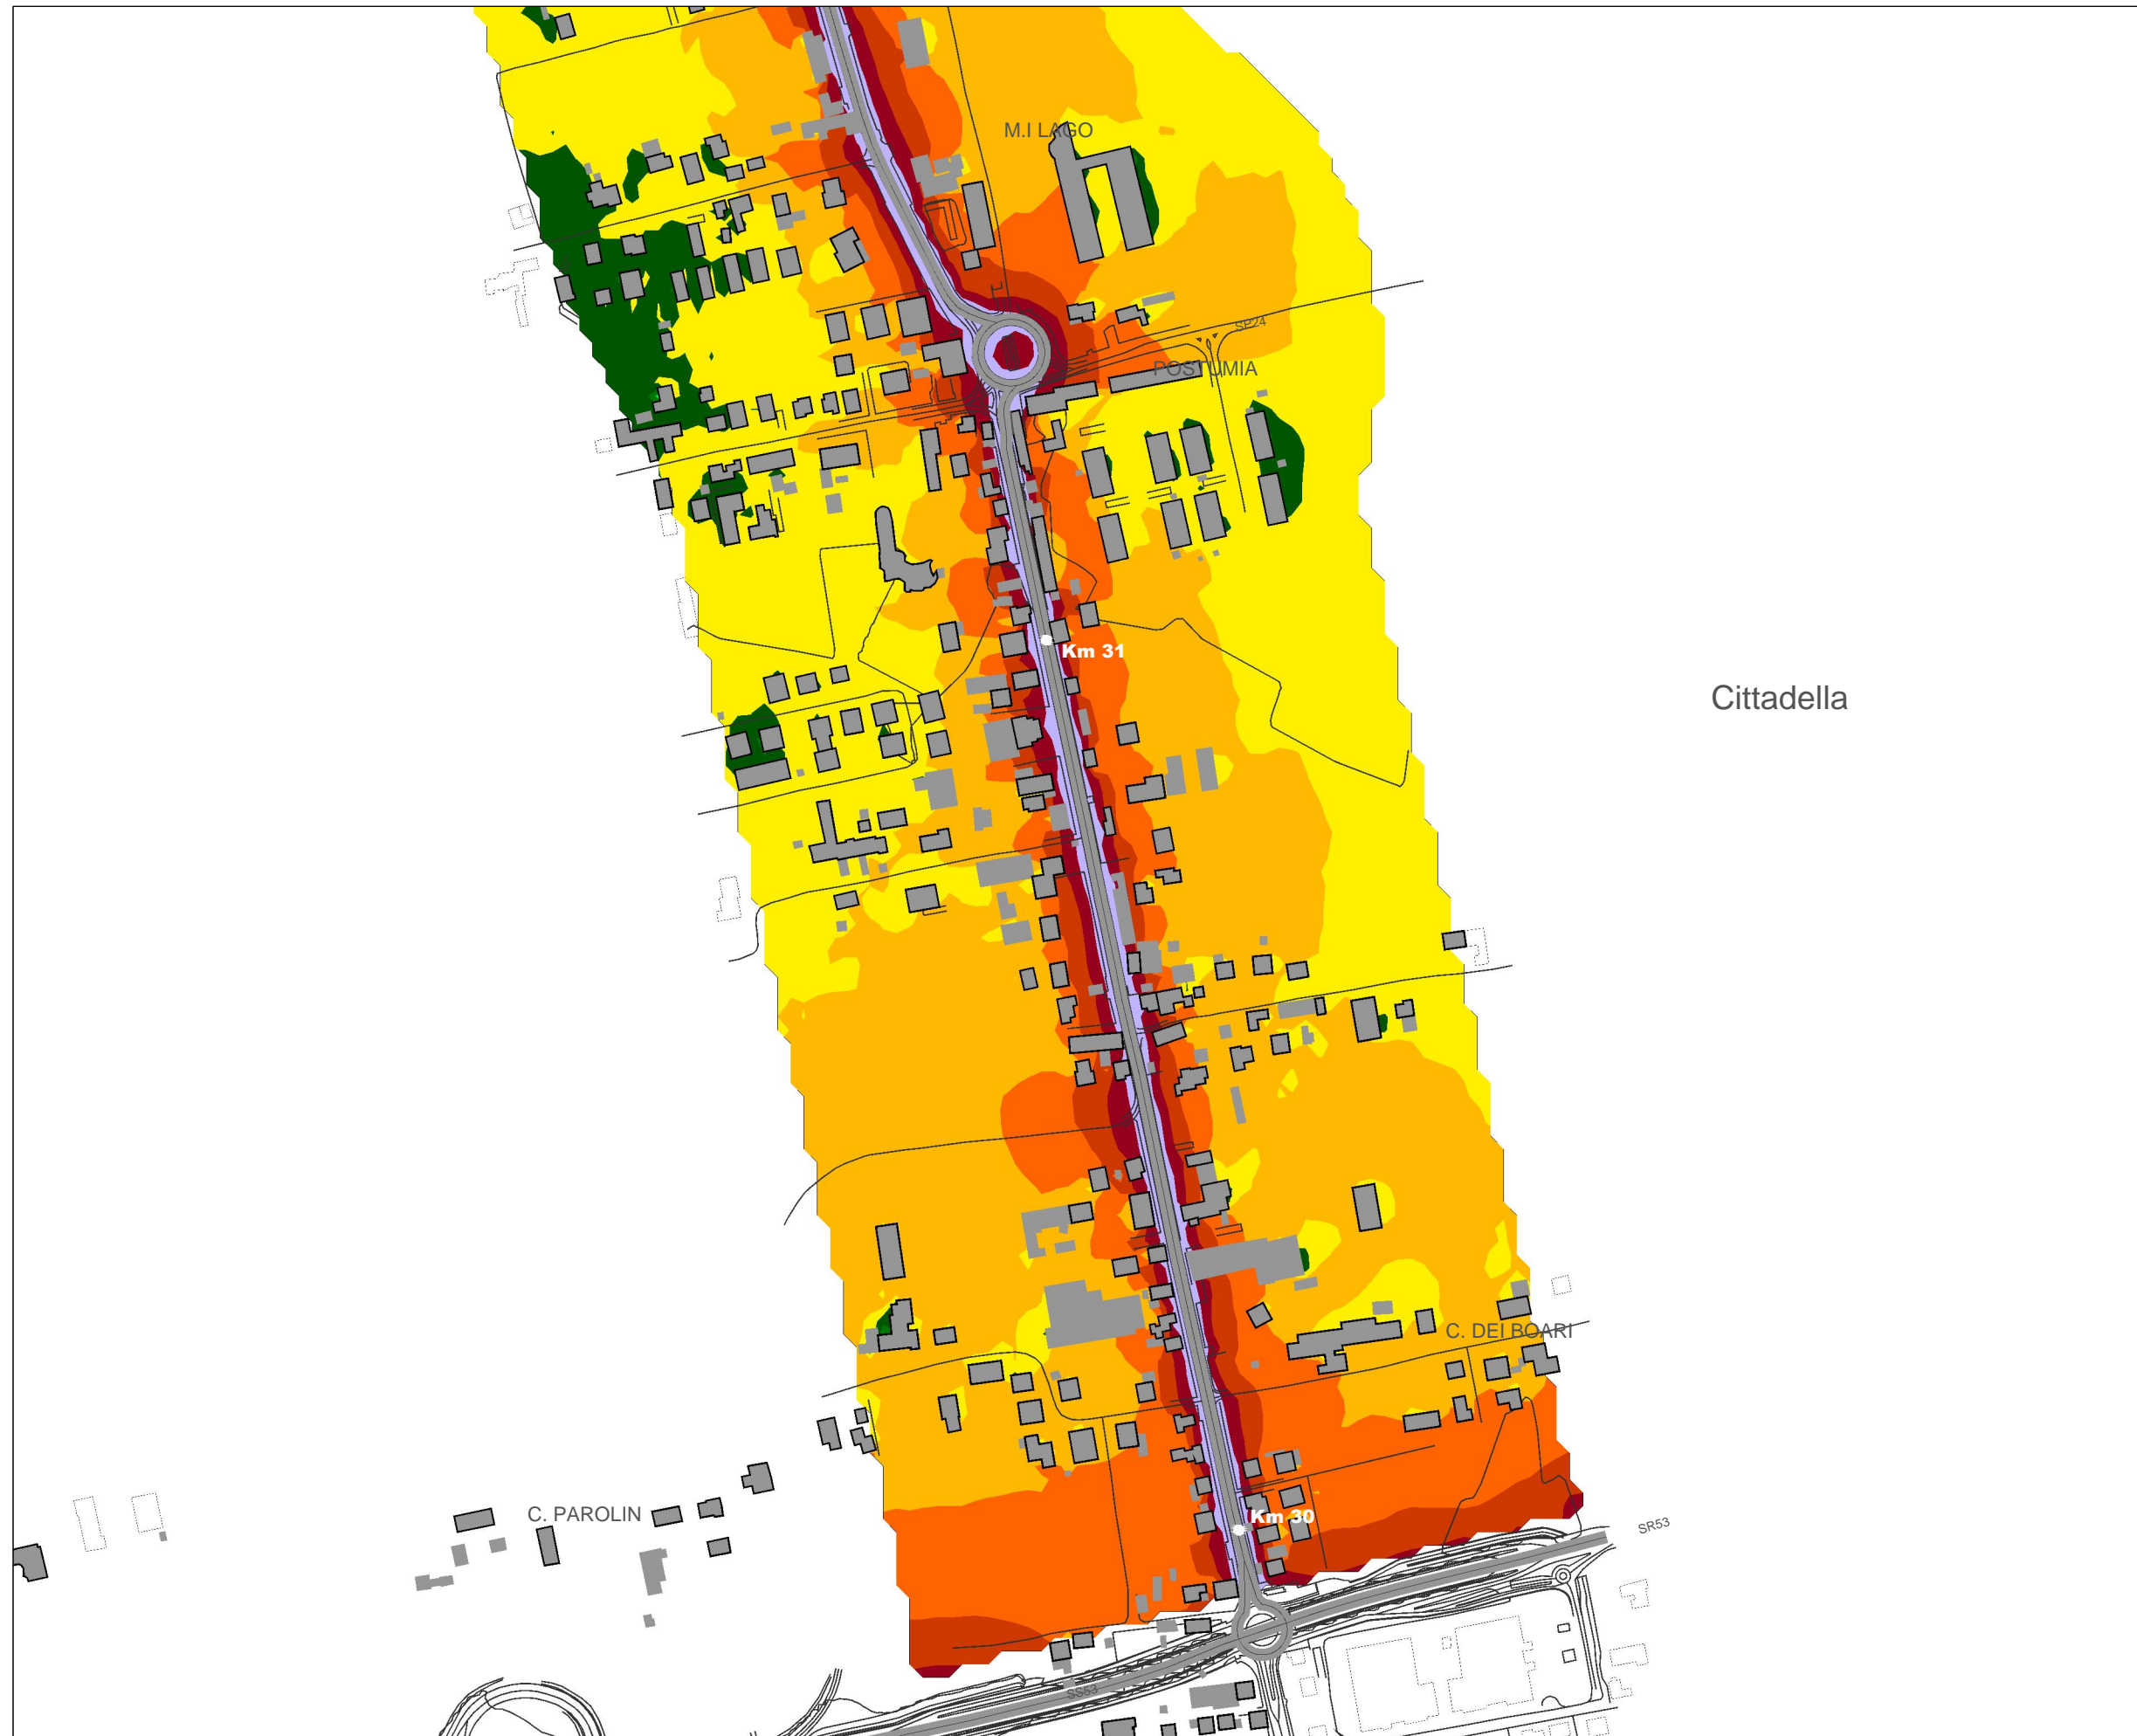 M.I LAGO
SP24
POSTUMIA
Km 31
Cittadella
C. DEI BOARI
C. PAROLIN
Km 30
SR53
SS53